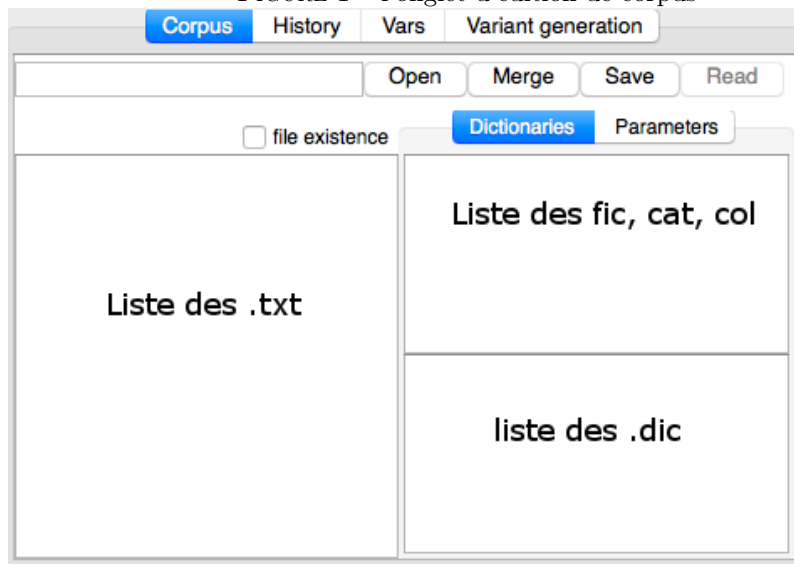 Corpus History Vars Variant generation
Open Merge Save Read
file existence Dictionaries Parameters
Liste des fic, cat, col
Liste des .txt
liste des .dic